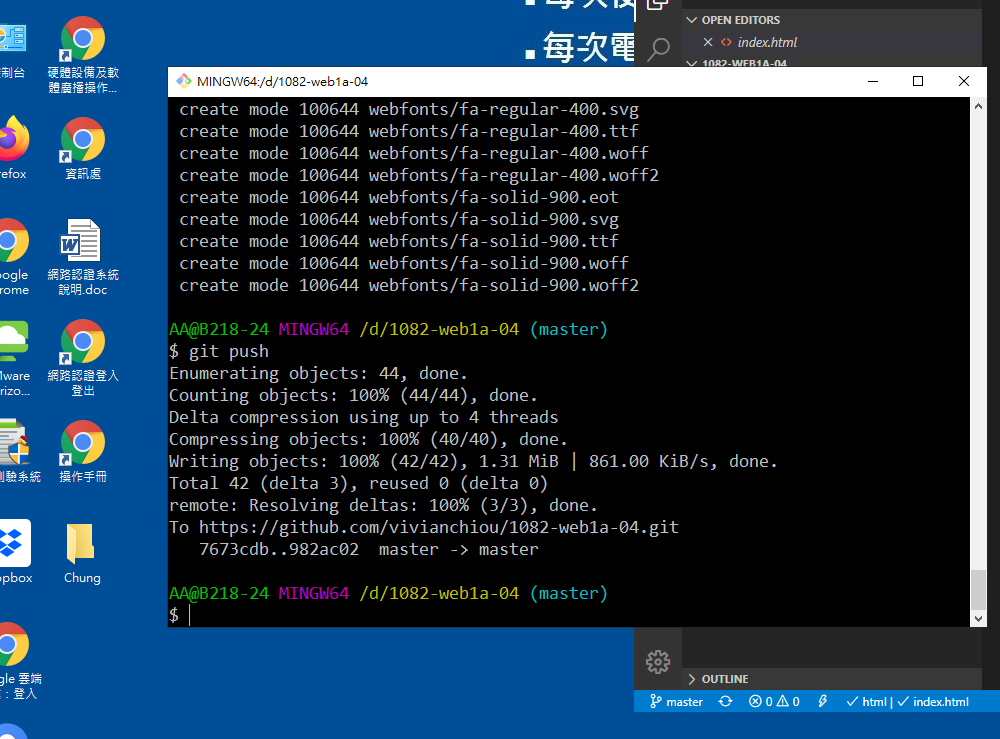 每次
每次電
OPEN EDITORS
index.html
1082-WEB1A-04
制台
硬體設備及軟
體廣播操作...
efox
資訊處
ogle
rome
網路認證系統
說明.doc
Mware
rizo...
網路認證登入
登出
測驗系統
操作手冊
opbox
Chung
gle 雲端
：登入
MINGW64:/d/1082-web1a-04
create mode 100644 webfonts/fa-regular-400.svg
create mode 100644 webfonts/fa-regular-400.ttf
create mode 100644 webfonts/fa-regular-400.woff
create mode 100644 webfonts/fa-regular-400.woff2
create mode 100644 webfonts/fa-solid-900.eot
create mode 100644 webfonts/fa-solid-900.svg
create mode 100644 webfonts/fa-solid-900.ttf
create mode 100644 webfonts/fa-solid-900.woff
create mode 100644 webfonts/fa-solid-900.woff2
AA@B218-24 MINGW64 /d/1082-web1a-04 (master)
$ git push
Enumerating objects: 44, done.
Counting objects: 100% (44/44), done.
Delta compression using up to 4 threads
Compressing objects: 100% (40/40), done.
Writing objects: 100% (42/42), 1.31 MiB | 861.00 KiB/s, done.
Total 42 (delta 3), reused 0 (delta 0)
remote: Resolving deltas: 100% (3/3), done.
To https://github.com/vivianchiou/1082-web1a-04.git
7673cdb..982ac02  master -> master
AA@B218-24 MINGW64 /d/1082-web1a-04 (master)
$
OUTLINE
master 0 0 html | index.html